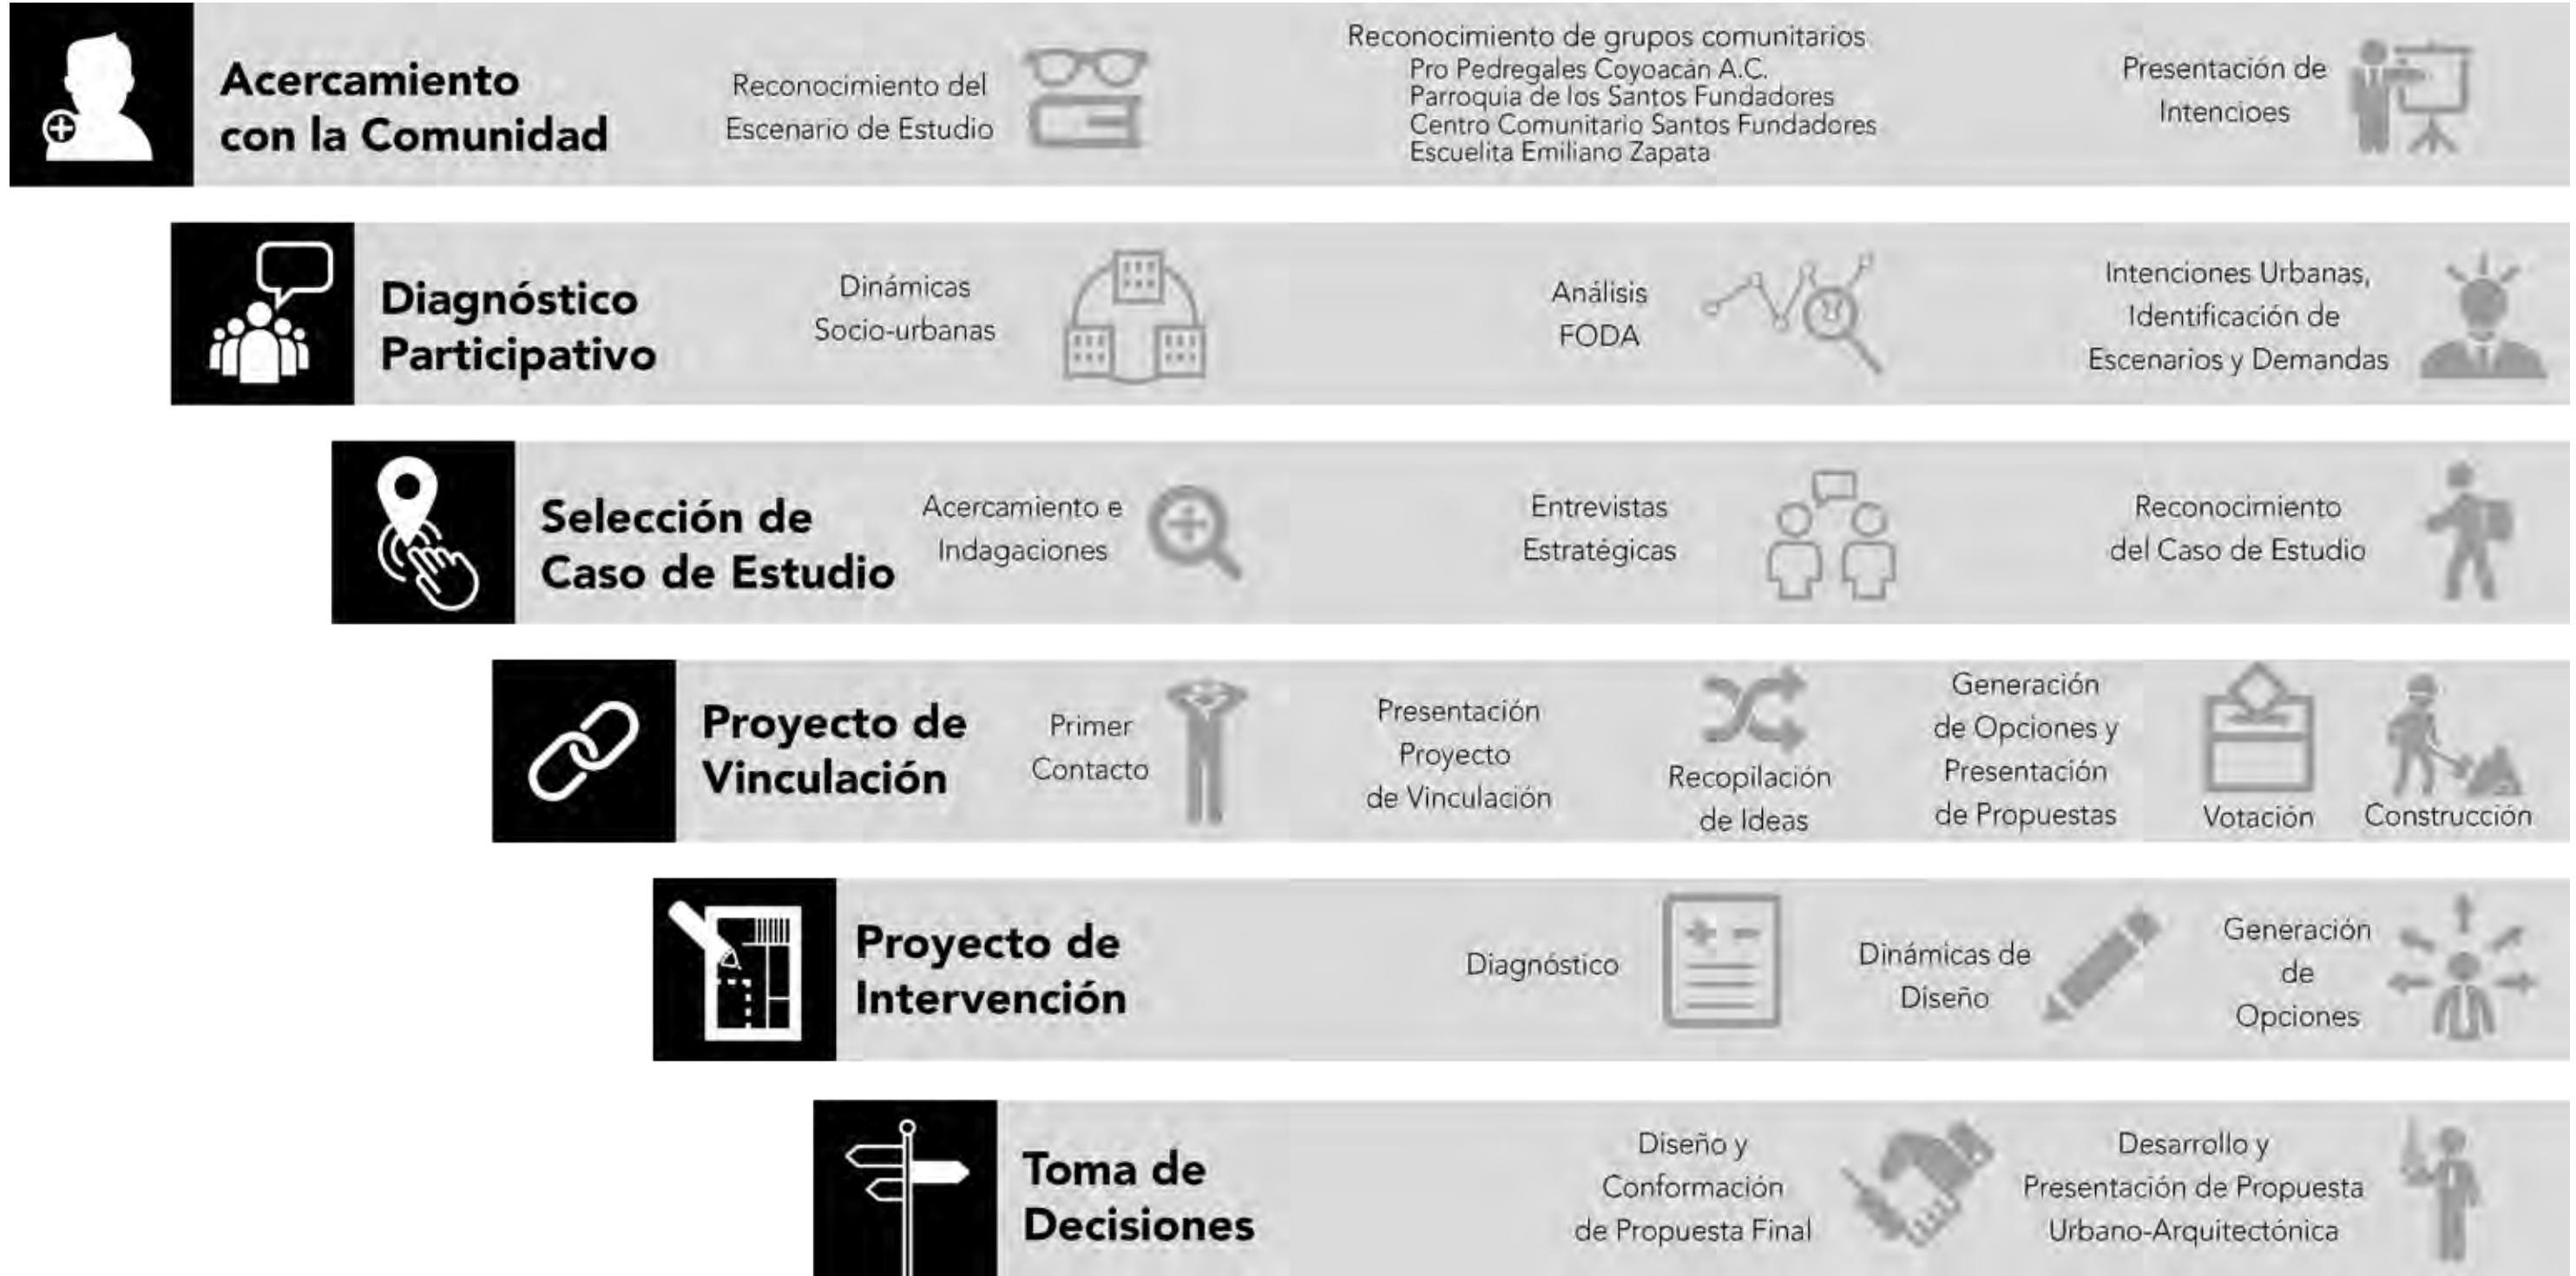 Acercamiento
con la Comunidad
Reconocimiento del
Escenario de Estudio
Reconocimiento de grupos comunitarios
Pro Pedregales Coyoacán A.C.
Parroquia de los Santos Fundadores
Centro Comunitario Santos Fundadores
Escuelita Emiliano Zapata
Presentación de
Intencioes
Diagnóstico
Participativo
Dinámicas
Socio-urbanas
Análisis
FODA
Intenciones Urbanas,
Identificación de
Escenarios y Demandas
Selección de
Caso de Estudio
Acercamiento e
Indagaciones
Entrevistas
Estratégicas
Reconocimiento
del Caso de Estudio
Proyecto de
Vinculación
Primer
Contacto
Presentación
Proyecto
de Vinculación
Recopilación
de Ideas
Generación
de Opciones y
Presentación
de Propuestas
Votación
Construcción
Proyecto de
Intervención
Diagnóstico
Dinámicas de
Diseño
Generación
de
Opciones
Toma de
Decisiones
Diseño y
Conformación
de Propuesta Final
Desarrollo y
Presentación de Propuesta
Urbano-Arquitectónica